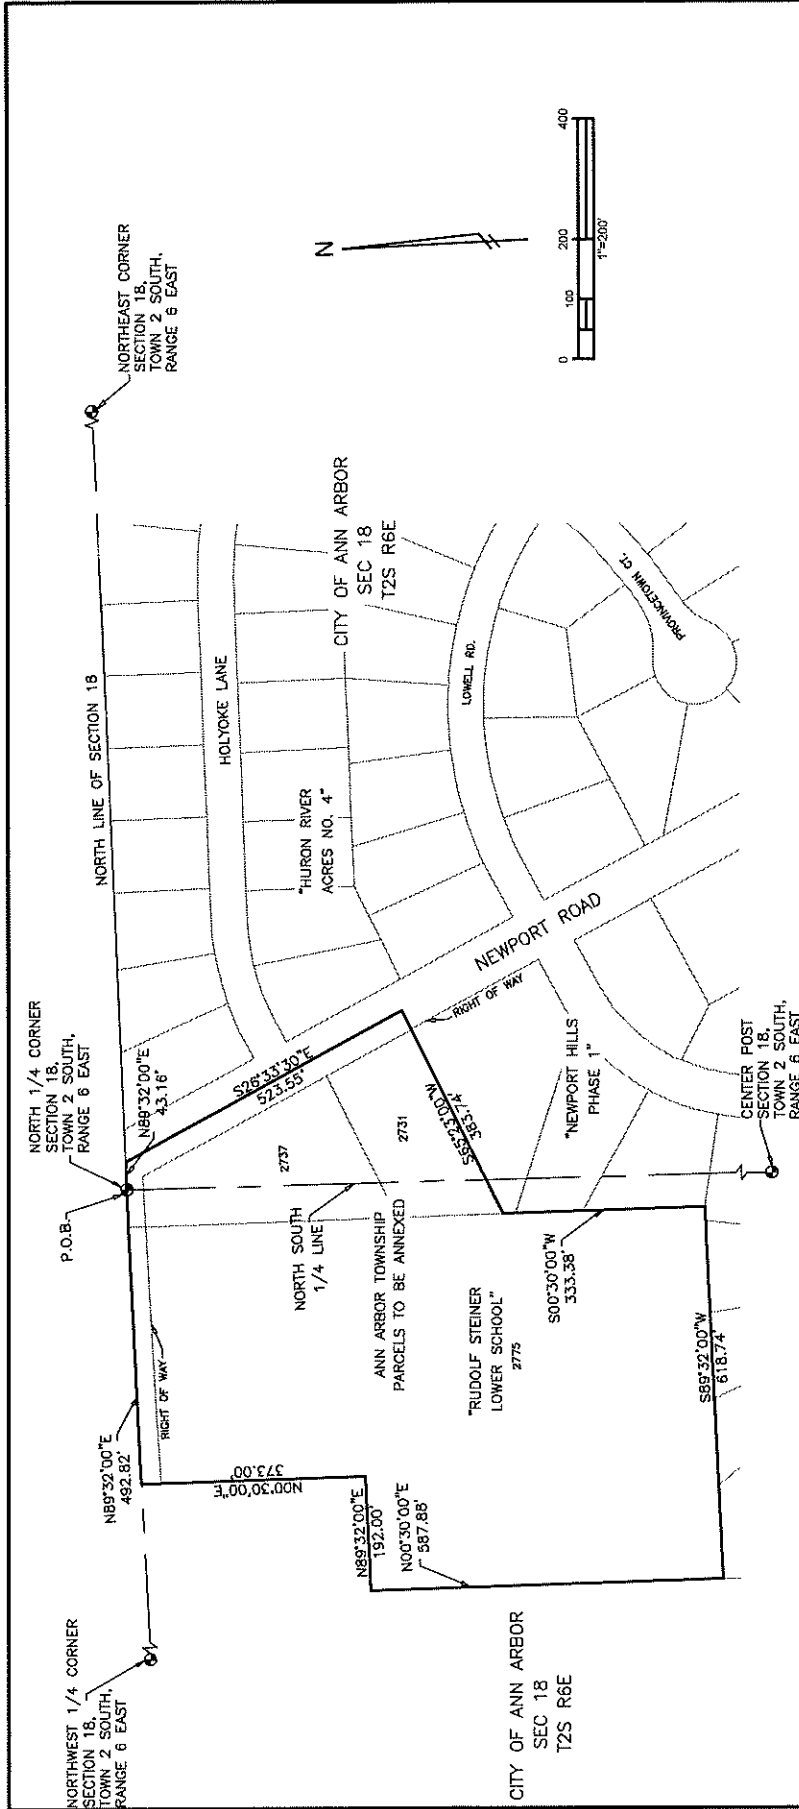 NORTHWEST 1/4 CORNER
SECTION 18,
TOWN 2 SOUTH,
RANGE 6 EAST
N89°32'00"E
492.82'
RIGHT OF WAY
P.O.B.
NORTH 1/4 CORNER
SECTION 18,
TOWN 2 SOUTH,
RANGE 6 EAST
N89°32'00"E
43.16'
NORTH LINE OF SECTION 18
NORTHEAST CORNER
SECTION 18,
TOWN 2 SOUTH,
RANGE 6 EAST
N00°30'00"E
373.00'
N89°32'00"E
192.00'
N00°30'00"E
587.88'
NORTH SOUTH
1/4 LINE
2737
S26°33'30"E
523.55'
2731
S65°23'00"W
383.74'
ANN ARBOR TOWNSHIP
PARCELS TO BE ANNEXED
"RUDOLF STEINER
LOWER SCHOOL"
2775
S00°30'00"W
333.38'
S89°32'00"W
618.74'
RIGHT OF WAY
NEWPORT ROAD
"NEWPORT HILLS
PHASE 1"
HOLYOKE LANE
"HURON RIVER
ACRES NO. 4"
CITY OF ANN ARBOR
SEC 18
T2S R6E
LOWELL RD.
PROVINCETOWN CT.
CENTER POST
SECTION 18,
TOWN 2 SOUTH,
RANGE 6 EAST
CITY OF ANN ARBOR
SEC 18
T2S R6E
N
0 100 200 400
1"=200'